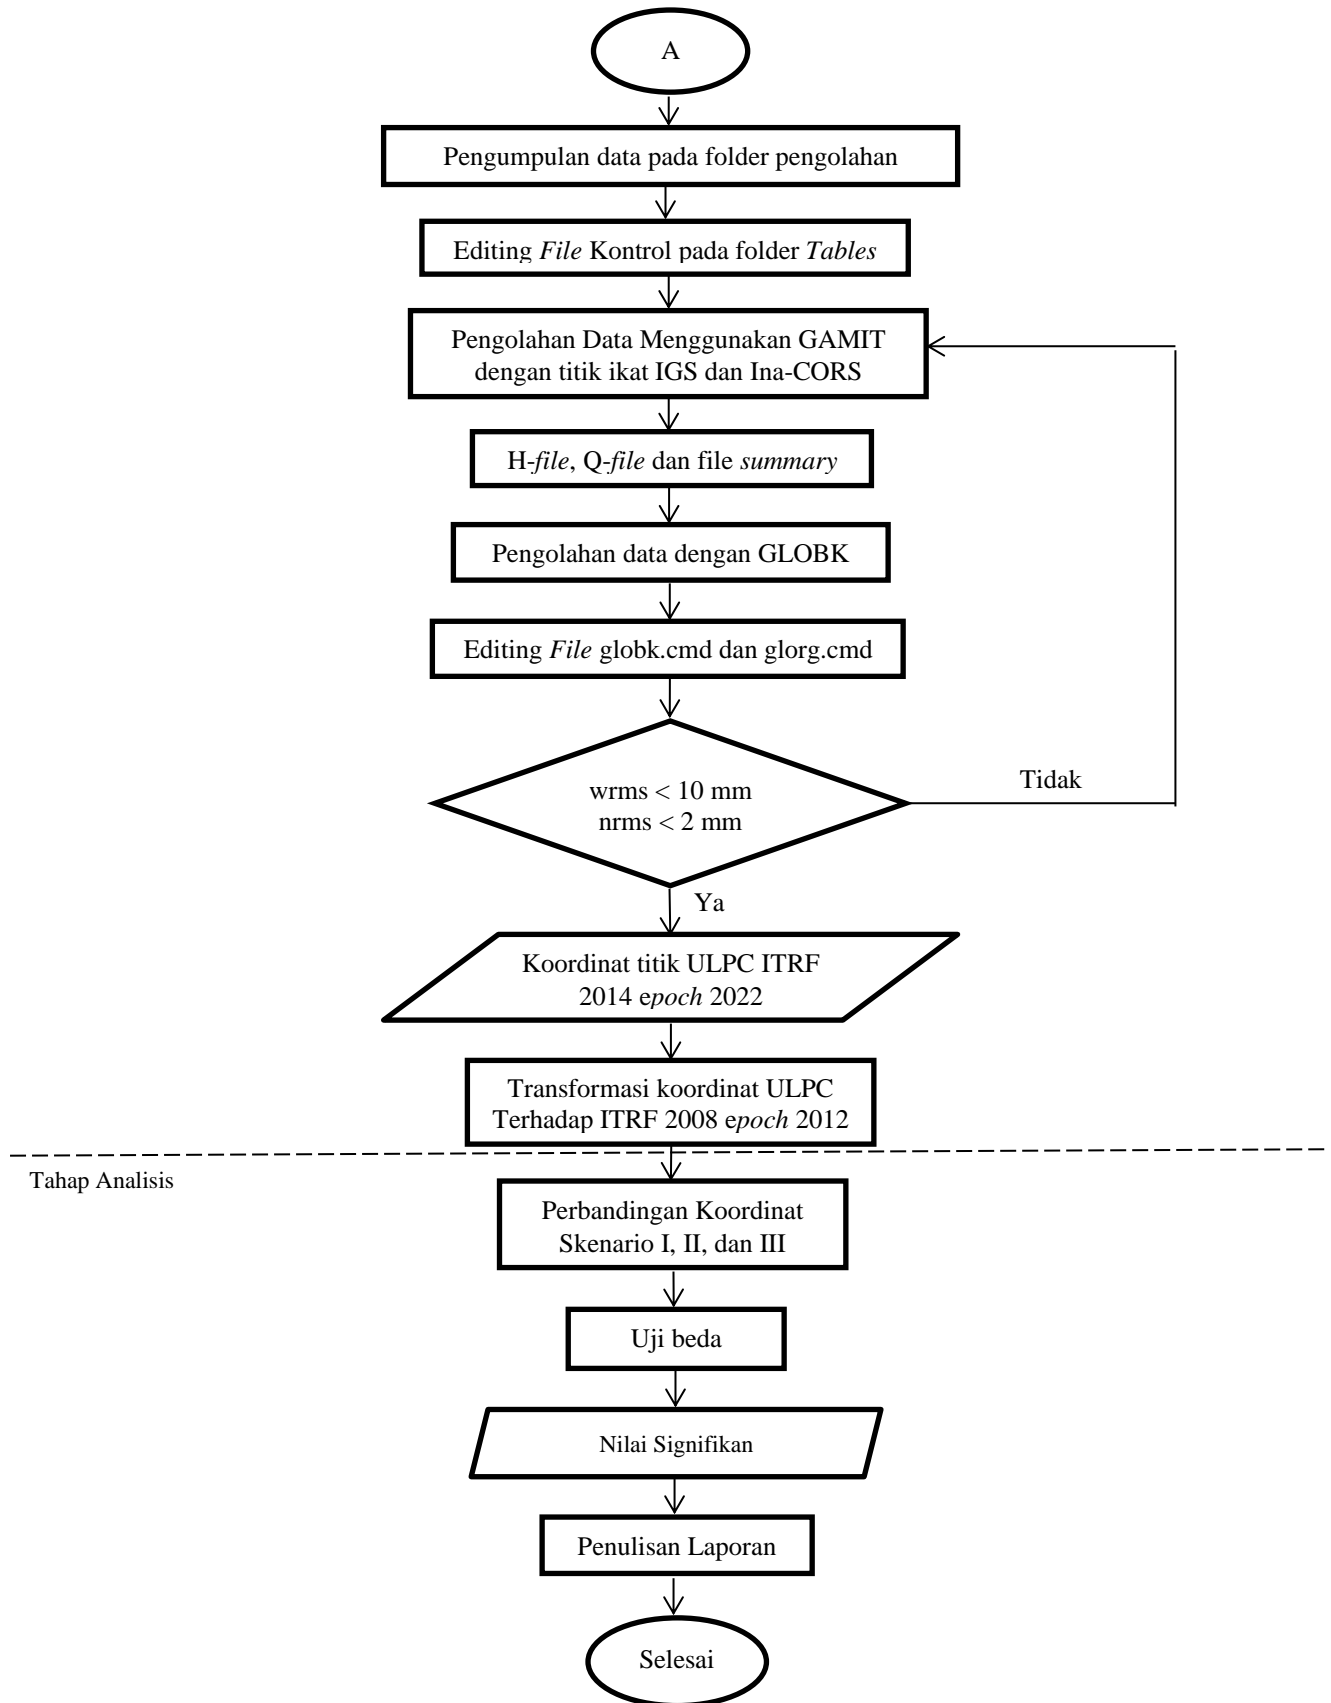 A
Pengumpulan data pada folder pengolahan
Editing File Kontrol pada folder Tables
Pengolahan Data Menggunakan GAMIT
dengan titik ikat IGS dan Ina-CORS
H-file, Q-file dan file summary
Pengolahan data dengan GLOBK
Editing File globk.cmd dan glorg.cmd
wrms < 10 mm
nrms < 2 mm
Tidak
Ya
Koordinat titik ULPC ITRF
2014 epoch 2022
Transformasi koordinat ULPC
Terhadap ITRF 2008 epoch 2012
Tahap Analisis
Perbandingan Koordinat
Skenario I, II, dan III
Uji beda
Nilai Signifikan
Penulisan Laporan
Selesai